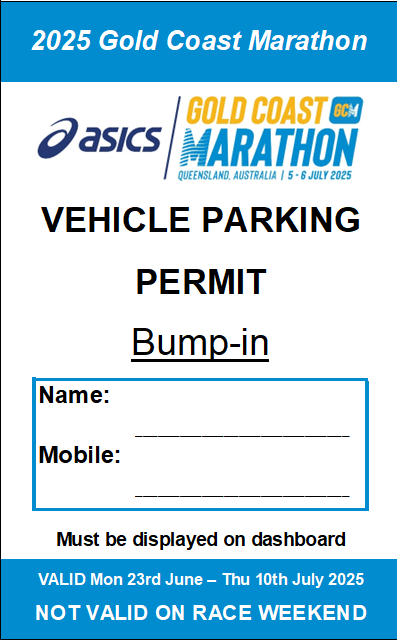 2025 Gold Coast Marathon
asics
GOLD COAST
GCM
MARATHON
QUEENSLAND, AUSTRALIA | 5 - 6 JULY 2025
VEHICLE PARKING
PERMIT
Bump-in
Name:
____________________
Mobile:
____________________
Must be displayed on dashboard
VALID Mon 23rd June – Thu 10th July 2025
NOT VALID ON RACE WEEKEND